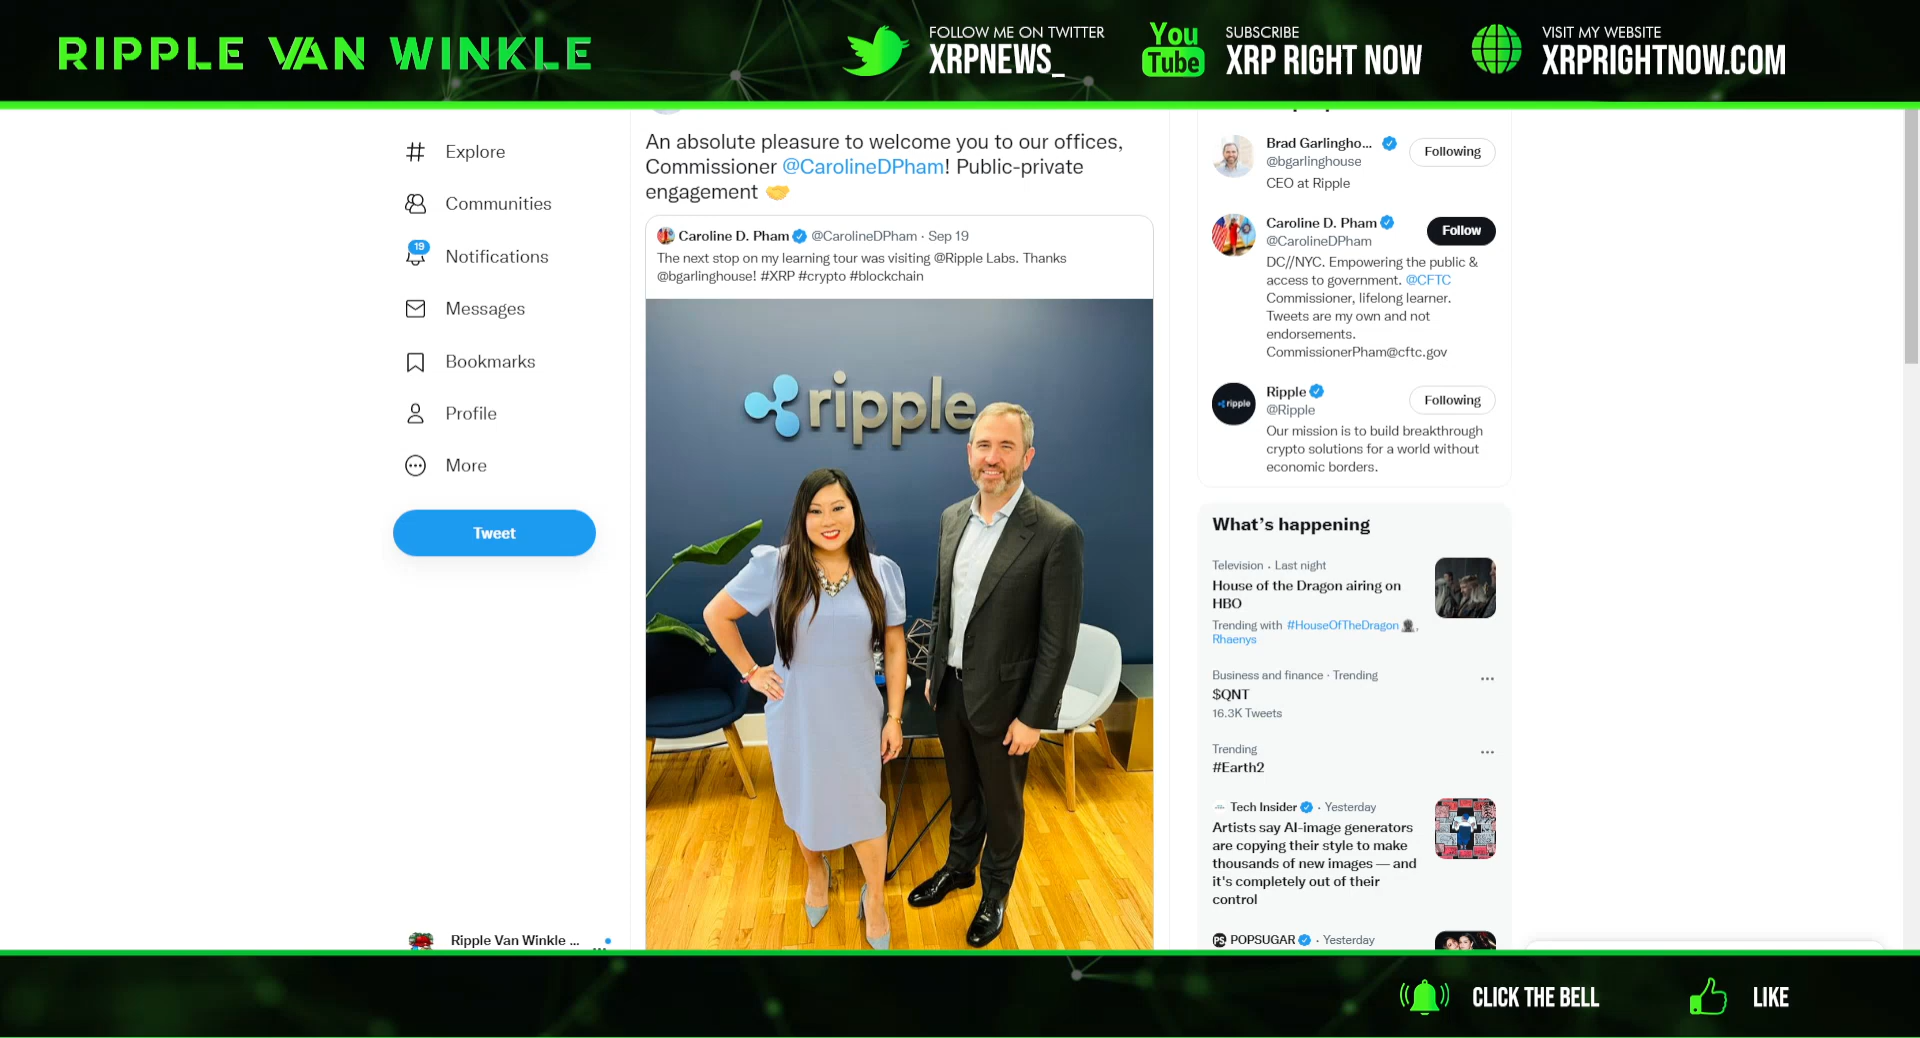 RIPPLE VAN WINKLE
FOLLOW ME ON TWITTER
XRPNEWS_
You
Tube
SUBSCRIBE
XRP RIGHT NOW
VISIT MY WEBSITE
XRPRIGHTNOW.COM
Explore
Communities
19
Notifications
Messages
Bookmarks
Profile
More
Tweet
Ripple Van Winkle ...
An absolute pleasure to welcome you to our offices,
Commissioner @CarolineDPham! Public-private
engagement 🤝
Caroline D. Pham @CarolineDPham · Sep 19
The next stop on my learning tour was visiting @Ripple Labs. Thanks
@bgarlinghouse! #XRP #crypto #blockchain
ripple
Brad Garlingho...
@bgarlinghouse
Following
CEO at Ripple
Caroline D. Pham
@CarolineDPham
Follow
DC//NYC. Empowering the public &
access to government. @CFTC
Commissioner, lifelong learner.
Tweets are my own and not
endorsements.
CommissionerPham@cftc.gov
ripple
Ripple
@Ripple
Following
Our mission is to build breakthrough
crypto solutions for a world without
economic borders.
What's happening
Television · Last night
House of the Dragon airing on
HBO
Trending with #HouseOfTheDragon,
Rhaenys
Business and finance · Trending
$QNT
16.3K Tweets
Trending
#Earth2
Tech Insider · Yesterday
Artists say AI-image generators
are copying their style to make
thousands of new images — and
it's completely out of their
control
PS POPSUGAR · Yesterday
CLICK THE BELL
LIKE